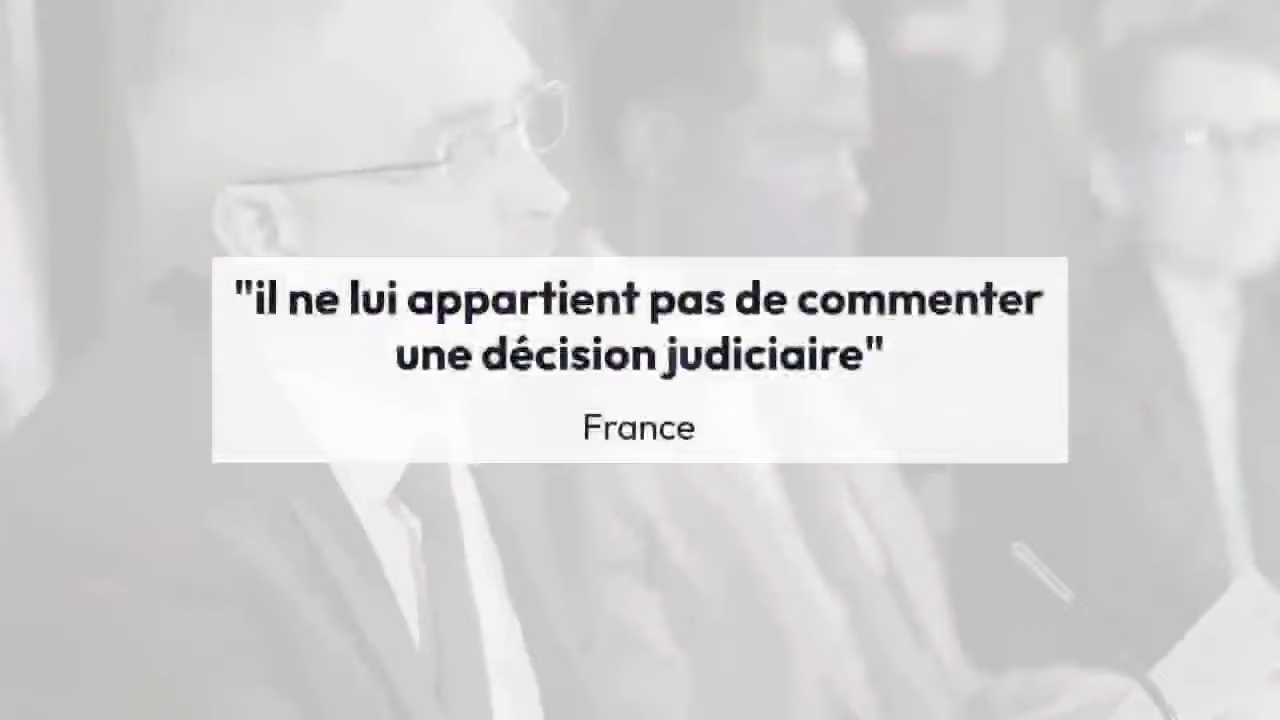 "il ne lui appartient pas de commenter
une décision judiciaire"
France